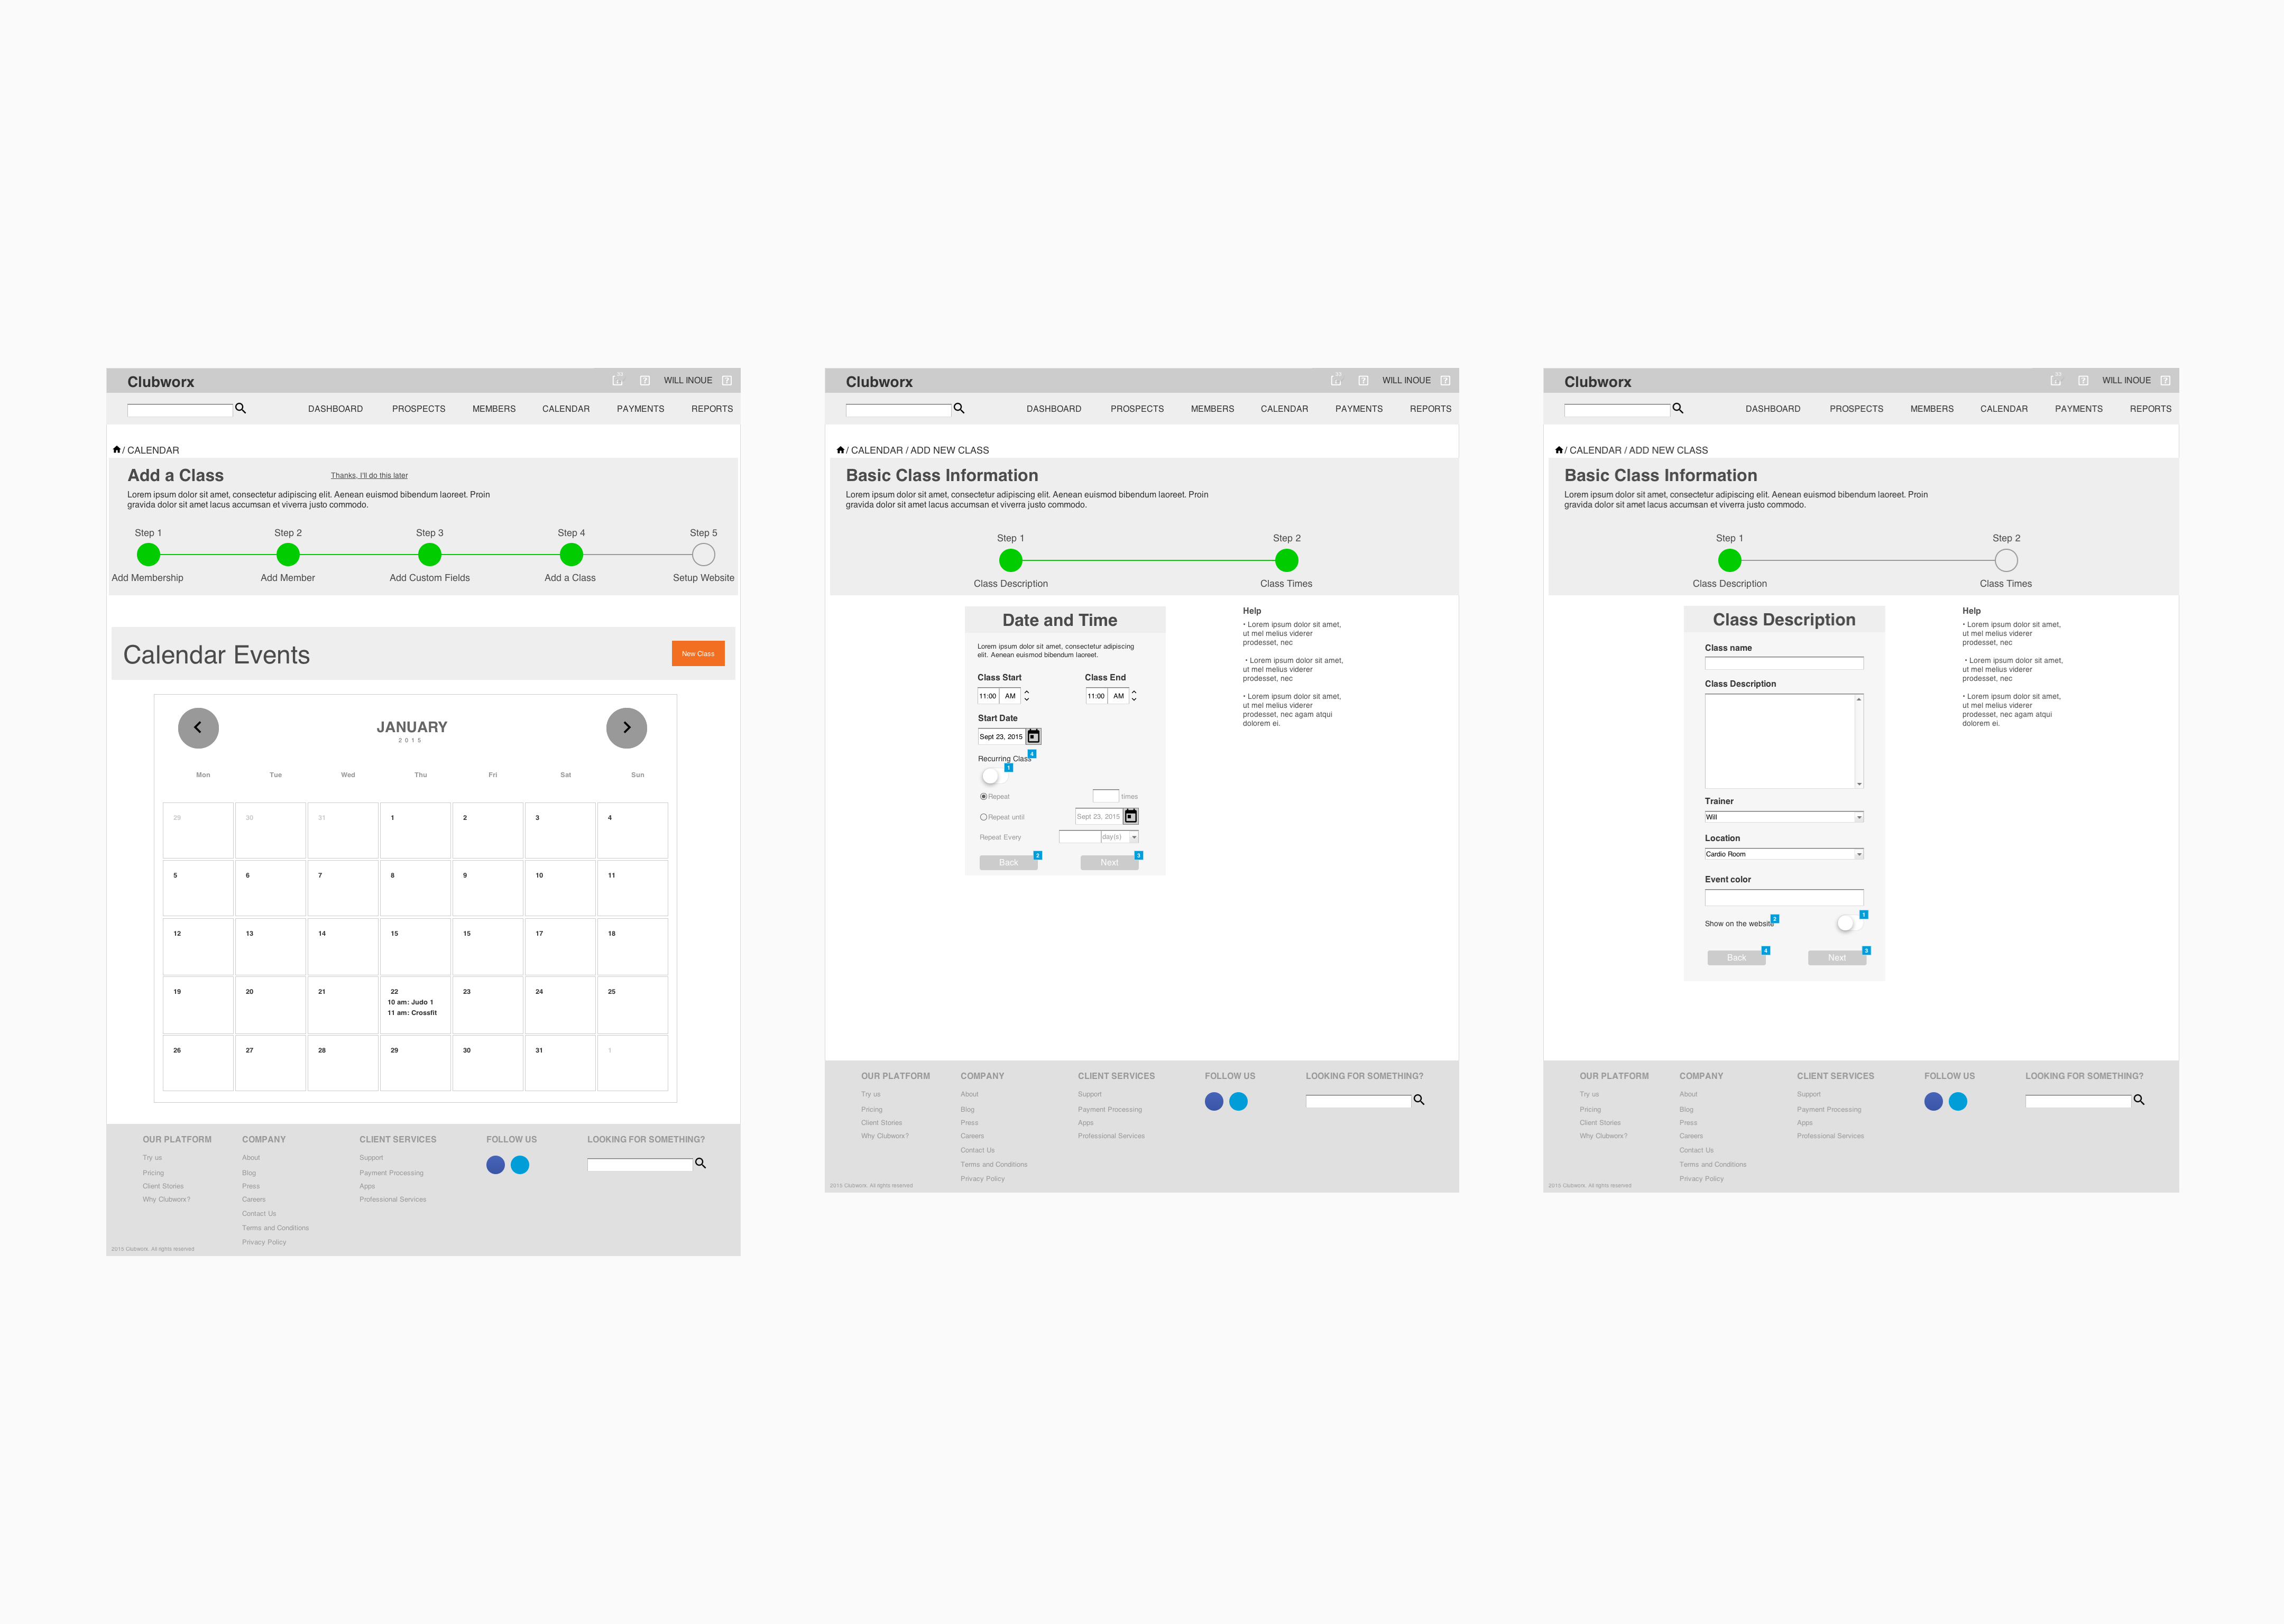 Clubworx
WILL INOUE
DASHBOARD PROSPECTS MEMBERS CALENDAR PAYMENTS REPORTS
/ CALENDAR
Add a Class Thanks, I'll do this later
Lorem ipsum dolor sit amet, consectetur adipiscing elit. Aenean euismod bibendum laoreet. Proin
gravida dolor sit amet lacus accumsan et viverra justo commodo.
Step 1 Step 2 Step 3 Step 4 Step 5
Add Membership Add Member Add Custom Fields Add a Class Setup Website
Calendar Events
New Class
JANUARY
2015
Mon Tue Wed Thu Fri Sat Sun
29 30 31 1 2 3 4
5 6 7 8 9 10 11
12 13 14 15 15 17 18
19 20 21 22 23 24 25
10 am: Judo 1
11 am: Crossfit
26 27 28 29 30 31 1
OUR PLATFORM COMPANY CLIENT SERVICES FOLLOW US LOOKING FOR SOMETHING?
Try us About Support
Pricing Blog Payment Processing
Client Stories Press Apps
Why Clubworx? Careers Professional Services
Contact Us
Terms and Conditions
Privacy Policy
2015 Clubworx. All rights reserved
Clubworx
WILL INOUE
DASHBOARD PROSPECTS MEMBERS CALENDAR PAYMENTS REPORTS
/ CALENDAR / ADD NEW CLASS
Basic Class Information
Lorem ipsum dolor sit amet, consectetur adipiscing elit. Aenean euismod bibendum laoreet. Proin
gravida dolor sit amet lacus accumsan et viverra justo commodo.
Step 1 Step 2
Class Description Class Times
Date and Time
Lorem ipsum dolor sit amet, consectetur adipiscing
elit. Aenean euismod bibendum laoreet.
Class Start Class End
11:00 AM 11:00 AM
Start Date
Sept 23, 2015
4
Recurring Class
1
Repeat times
Repeat until Sept 23, 2015
Repeat Every day(s)
Back 2 Next 3
Help
• Lorem ipsum dolor sit amet,
ut mel melius viderer
prodesset, nec
• Lorem ipsum dolor sit amet,
ut mel melius viderer
prodesset, nec
• Lorem ipsum dolor sit amet,
ut mel melius viderer
prodesset, nec agam atqui
dolorem ei.
OUR PLATFORM COMPANY CLIENT SERVICES FOLLOW US LOOKING FOR SOMETHING?
Try us About Support
Pricing Blog Payment Processing
Client Stories Press Apps
Why Clubworx? Careers Professional Services
Contact Us
Terms and Conditions
Privacy Policy
2015 Clubworx. All rights reserved
Clubworx
WILL INOUE
DASHBOARD PROSPECTS MEMBERS CALENDAR PAYMENTS REPORTS
/ CALENDAR / ADD NEW CLASS
Basic Class Information
Lorem ipsum dolor sit amet, consectetur adipiscing elit. Aenean euismod bibendum laoreet. Proin
gravida dolor sit amet lacus accumsan et viverra justo commodo.
Step 1 Step 2
Class Description Class Times
Class Description
Class name
Class Description
Trainer
Will
Location
Cardio Room
Event color
Show on the website 2 1
Back 4 Next 3
Help
• Lorem ipsum dolor sit amet,
ut mel melius viderer
prodesset, nec
• Lorem ipsum dolor sit amet,
ut mel melius viderer
prodesset, nec
• Lorem ipsum dolor sit amet,
ut mel melius viderer
prodesset, nec agam atqui
dolorem ei.
OUR PLATFORM COMPANY CLIENT SERVICES FOLLOW US LOOKING FOR SOMETHING?
Try us About Support
Pricing Blog Payment Processing
Client Stories Press Apps
Why Clubworx? Careers Professional Services
Contact Us
Terms and Conditions
Privacy Policy
2015 Clubworx. All rights reserved